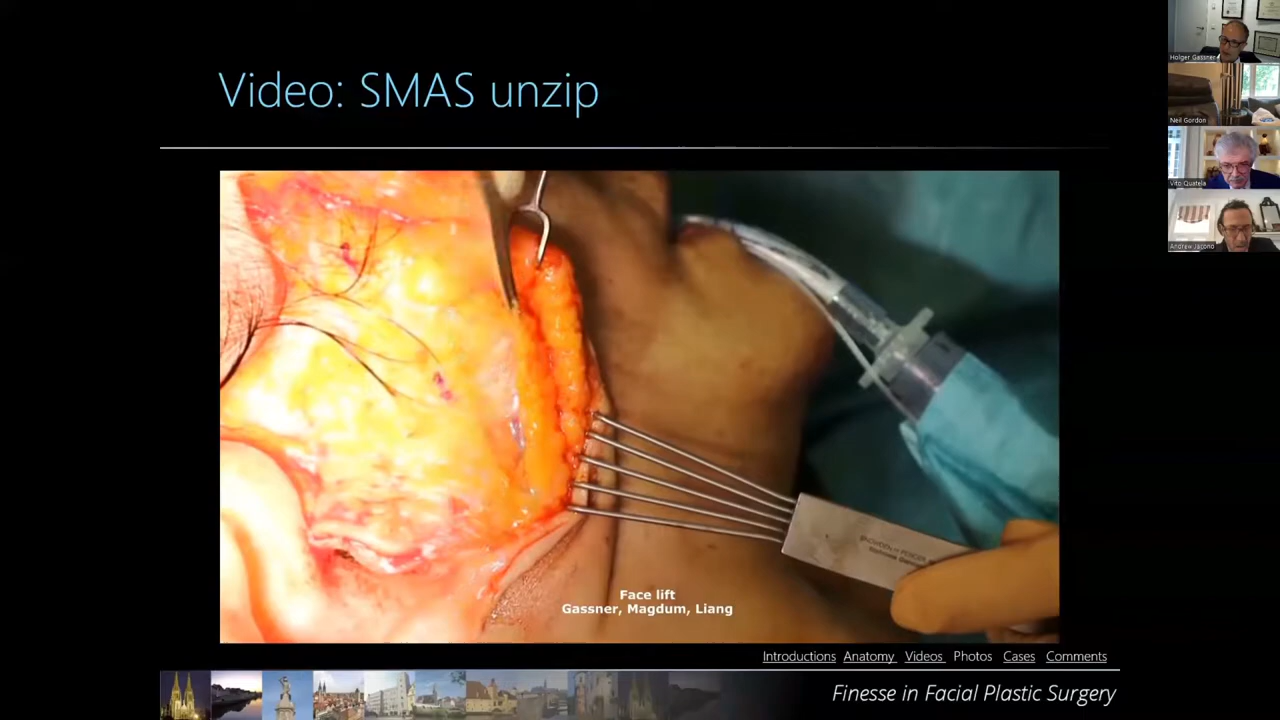 Video: SMAS unzip
Holger Gassner
Neil Gordon
Vito Quatela
Andrew Jacono
Face lift
Gassner, Magdum, Liang
Introductions Anatomy Videos Photos Cases Comments
Finesse in Facial Plastic Surgery